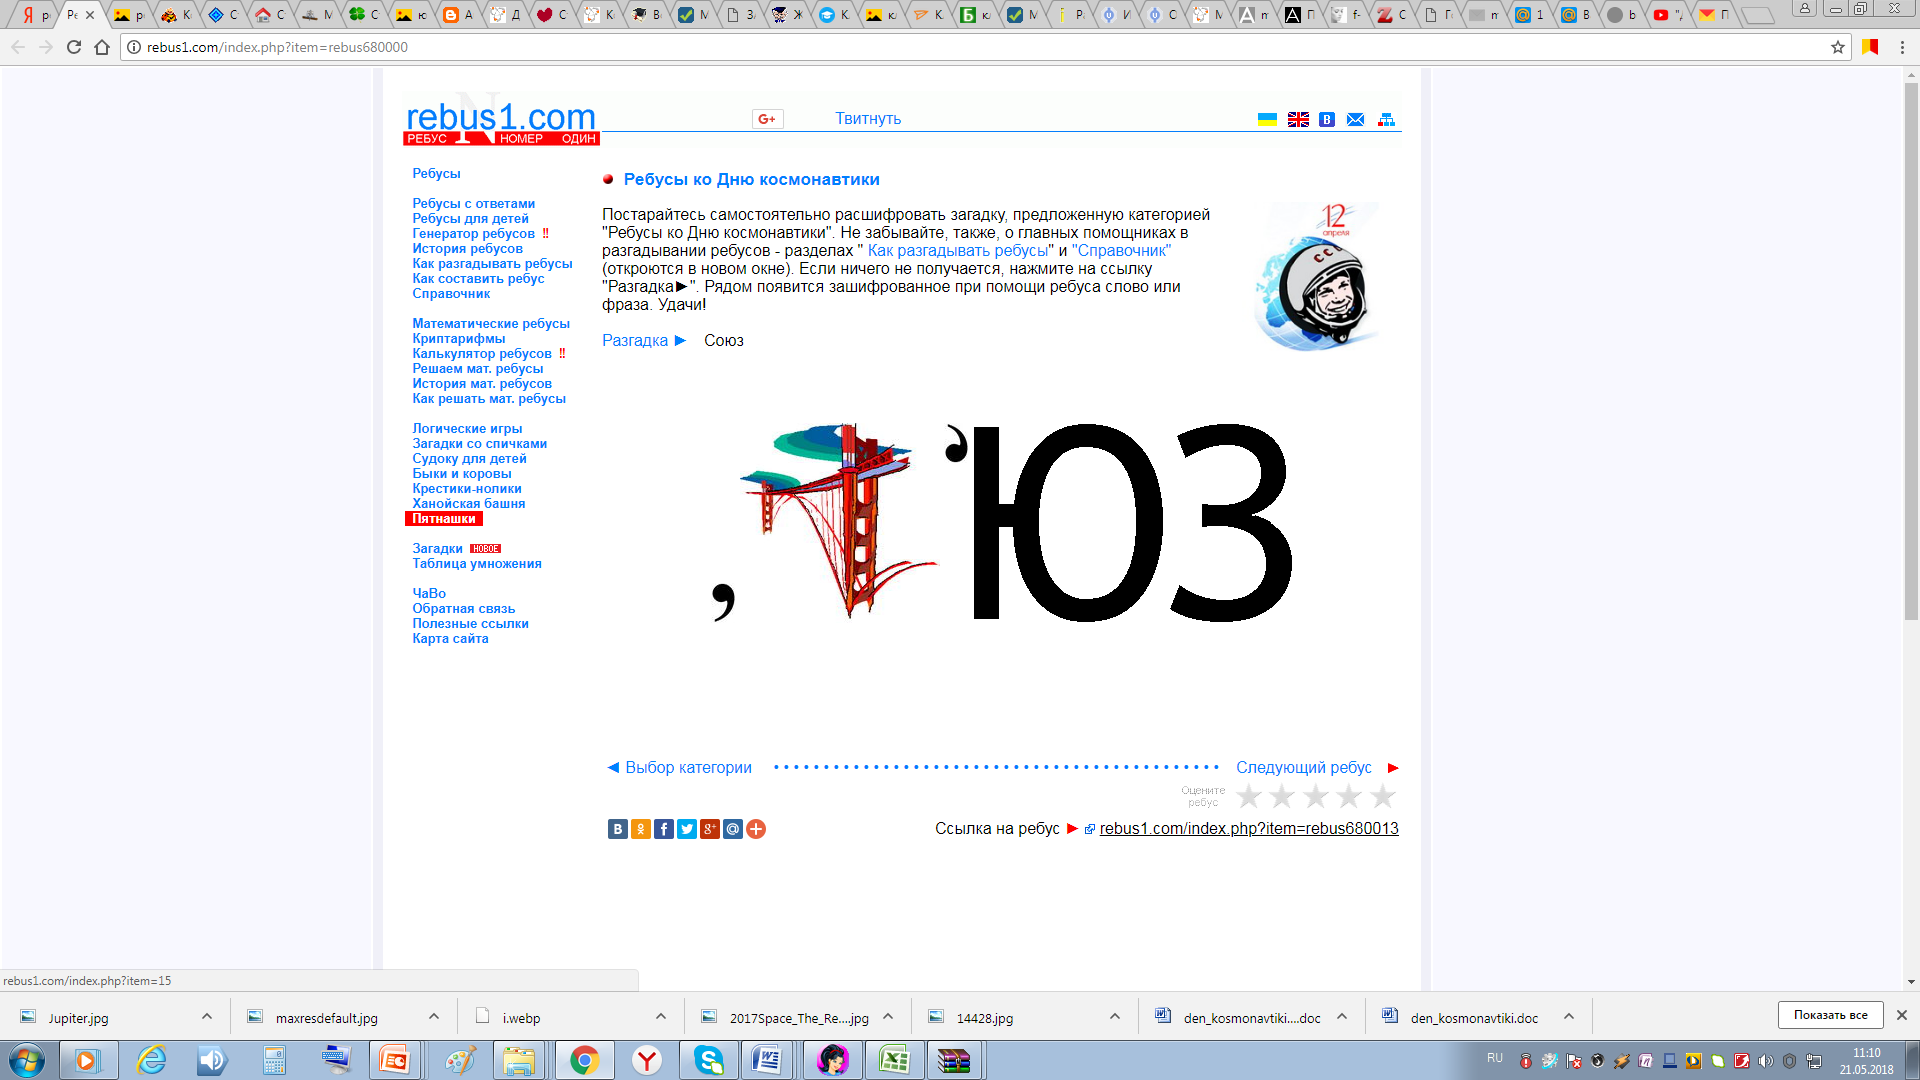 rebus1.com/index.php?item=rebus680000
rebus1.com
РЕБУС НОМЕР ОДИН
G+
Твитнуть
Ребусы
Ребусы с ответами
Ребусы для детей
Генератор ребусов !!
История ребусов
Как разгадывать ребусы
Как составить ребус
Справочник
Математические ребусы
Криптарифмы
Калькулятор ребусов !!
Решаем мат. ребусы
История мат. ребусов
Как решать мат. ребусы
Логические игры
Загадки со спичками
Судоку для детей
Быки и коровы
Крестики-нолики
Ханойская башня
Пятнашки
Загадки НОВОЕ
Таблица умножения
ЧаВо
Обратная связь
Полезные ссылки
Карта сайта
Ребусы ко Дню космонавтики
Постарайтесь самостоятельно расшифровать загадку, предложенную категорией
"Ребусы ко Дню космонавтики". Не забывайте, также, о главных помощниках в
разгадывании ребусов - разделах " Как разгадывать ребусы" и "Справочник"
(откроются в новом окне). Если ничего не получается, нажмите на ссылку
"Разгадка►". Рядом появится зашифрованное при помощи ребуса слово или
фраза. Удачи!
12
апреля
СССР
Разгадка ► Союз
, ‘ЮЗ
◄ Выбор категории
Следующий ребус ►
Оцените
ребус
Ссылка на ребус ► rebus1.com/index.php?item=rebus680013
rebus1.com/index.php?item=15
Jupiter.jpg
maxresdefault.jpg
i.webp
2017Space_The_Re....jpg
14428.jpg
den_kosmonavtiki....doc
den_kosmonavtiki.doc
Показать все
RU
11:10
21.05.2018